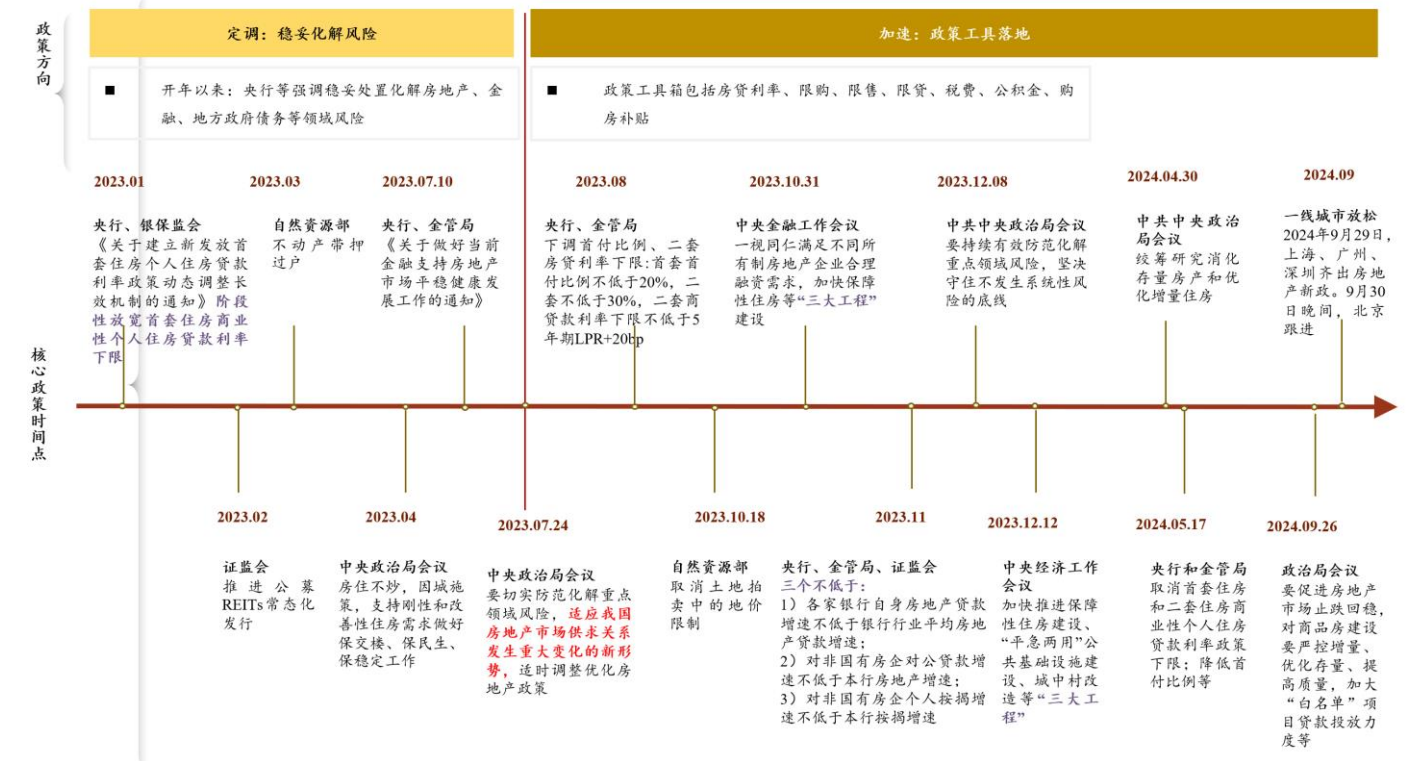 政策方向
定调：稳妥化解风险
加速：政策工具落地
■ 开年以来：央行等强调稳妥处置化解房地产、金
融、地方政府债务等领域风险
■ 政策工具箱包括房贷利率、限购、限售、限贷、税费、公积金、购
房补贴
核心政策时间点
2023.01
央行、银保监会
《关于建立新发放首
套住房个人住房贷款
利率政策动态调整长
效机制的通知》阶段
性放宽首套住房商业
性个人住房贷款利率
下限
2023.03
自然资源部
不动产带押
过户
2023.07.10
央行、金管局
《关于做好当前
金融支持房地产
市场平稳健康发
展工作的通知》
2023.08
央行、金管局
下调首付比例、二套
房贷利率下限:首套首
付比例不低于20%，二
套不低于30%，二套商
贷款利率下限不低于5
年期LPR+20bp
2023.10.31
中央金融工作会议
一视同仁满足不同所
有制房地产企业合理
融资需求，加快保障
性住房等“三大工程”
建设
2023.12.08
中共中央政治局会议
要持续有效防范化解
重点领域风险，坚决
守住不发生系统性风
险的底线
2024.04.30
中共中央政治
局会议
统筹研究消化
存量房产和优
化增量住房
2024.09
一线城市放松
2024年9月29日，
上海、广州、
深圳齐出房地
产新政。9月30
日晚间，北京
跟进
2023.02
证监会
推进公募
REITs常态化
发行
2023.04
中央政治局会议
房住不炒，因城施
策，支持刚性和改
善性住房需求做好
保交楼、保民生、
保稳定工作
2023.07.24
中央政治局会议
要切实防范化解重点
领域风险，适应我国
房地产市场供求关系
发生重大变化的新形
势，适时调整优化房
地产政策
2023.10.18
自然资源部
取消土地拍
卖中的地价
限制
2023.11
央行、金管局、证监会
三个不低于：
1）各家银行自身房地产贷款
增速不低于银行行业平均房地
产贷款增速；
2）对非国有房企对公贷款增
速不低于本行房地产增速；
3）对非国有房企个人按揭增
速不低于本行按揭增速
2023.12.12
中央经济工作
会议
加快推进保障
性住房建设、
“平急两用”公
共基础设施建
设、城中村改
造等“三大工
程”
2024.05.17
央行和金管局
取消首套住房
和二套住房商
业性个人住房
贷款利率政策
下限；降低首
付比例等
2024.09.26
政治局会议
要促进房地产
市场止跌回稳，
对商品房建设
要严控增量、
优化存量、提
高质量，加大
“白名单”项
目贷款投放力
度等